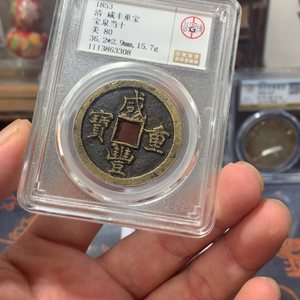 1853
清 咸丰重宝
宝泉当十
美 80
36.2*2.9mm,15.7g
1113863308
咸
豐
重
寶